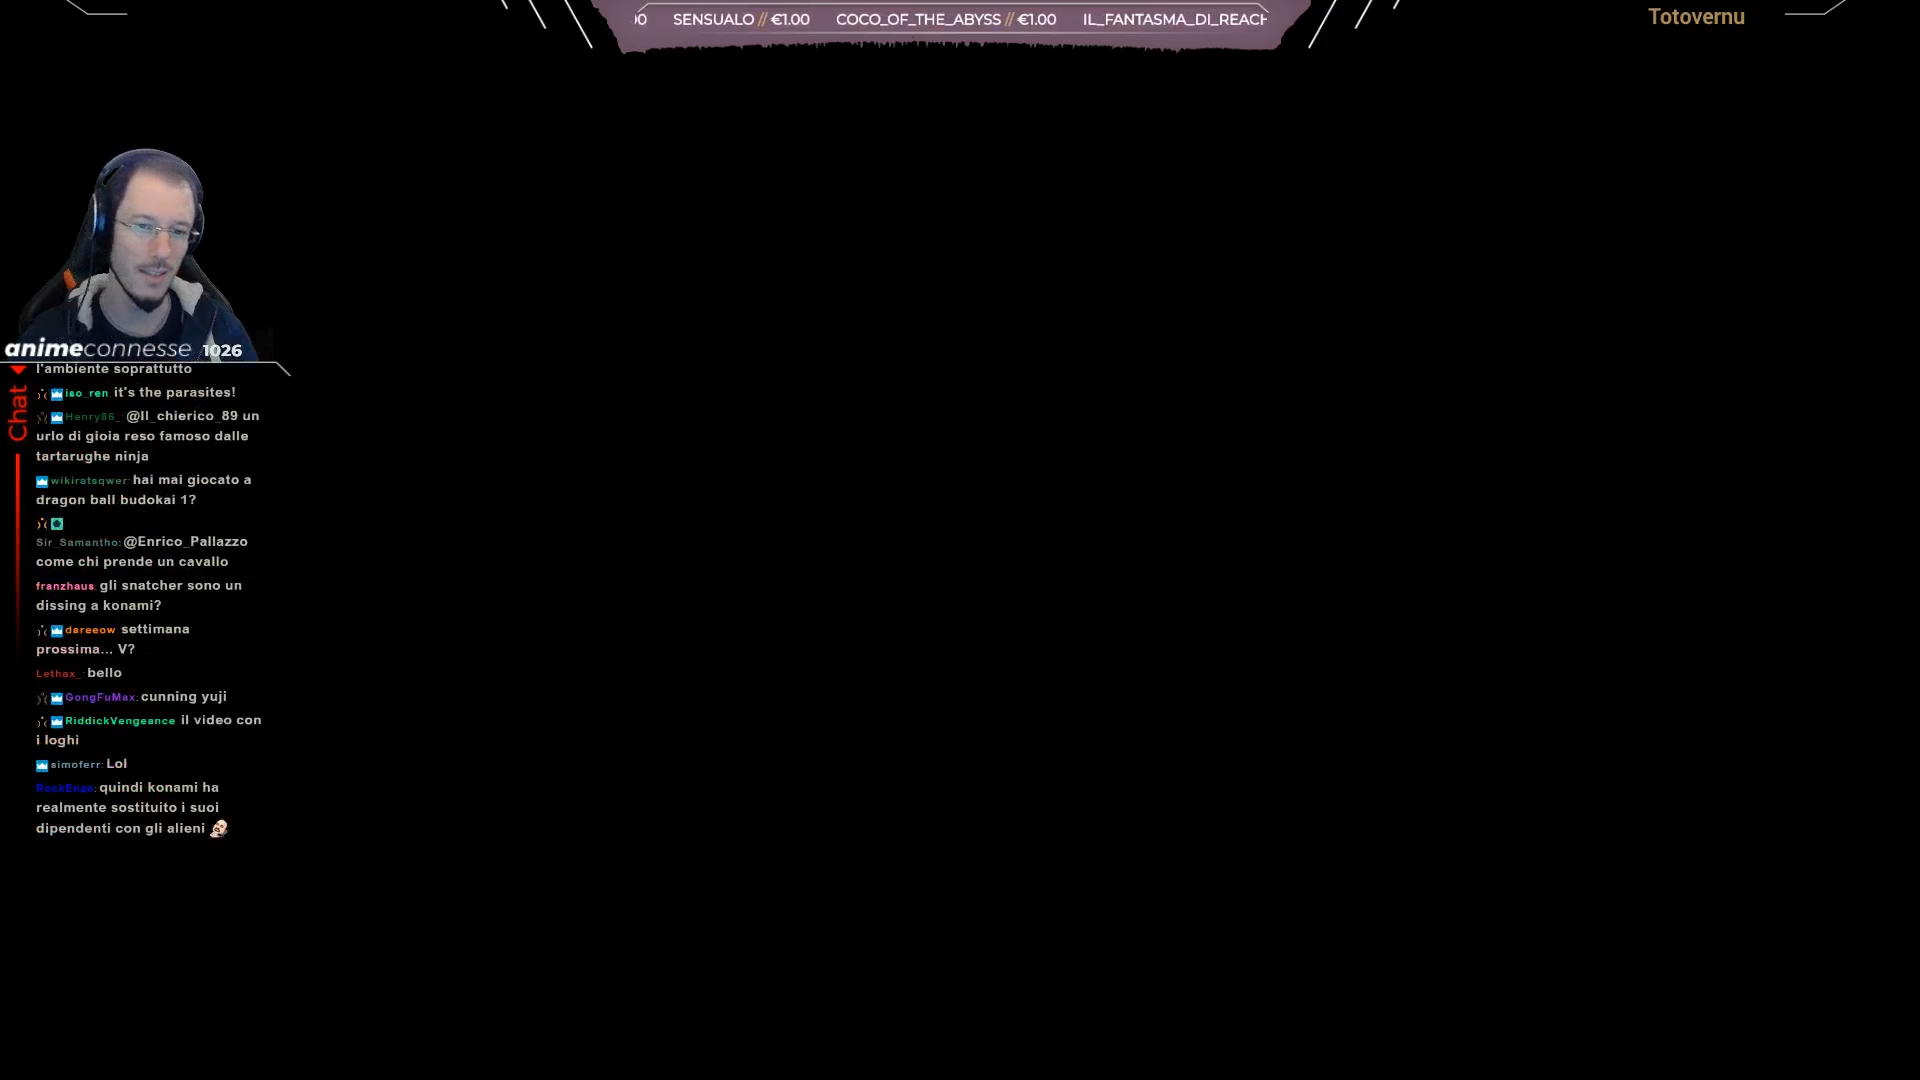 00 SENSUALO // €1.00 COCO_OF_THE_ABYSS // €1.00 IL_FANTASMA_DI_REACH
Totovernu
animeconnesse 1026
Chat
l'ambiente soprattutto
iso_ren: it's the parasites!
Henry86_: @Il_chierico_89 un
urlo di gioia reso famoso dalle
tartarughe ninja
wikiratsqwer: hai mai giocato a
dragon ball budokai 1?
Sir_Samantho: @Enrico_Pallazzo
come chi prende un cavallo
franzhaus: gli snatcher sono un
dissing a konami?
dareeow: settimana
prossima... V?
Lethax_: bello
GongFuMax: cunning yuji
RiddickVengeance: il video con
i loghi
simoferr: Lol
RockEnzo: quindi konami ha
realmente sostituito i suoi
dipendenti con gli alieni